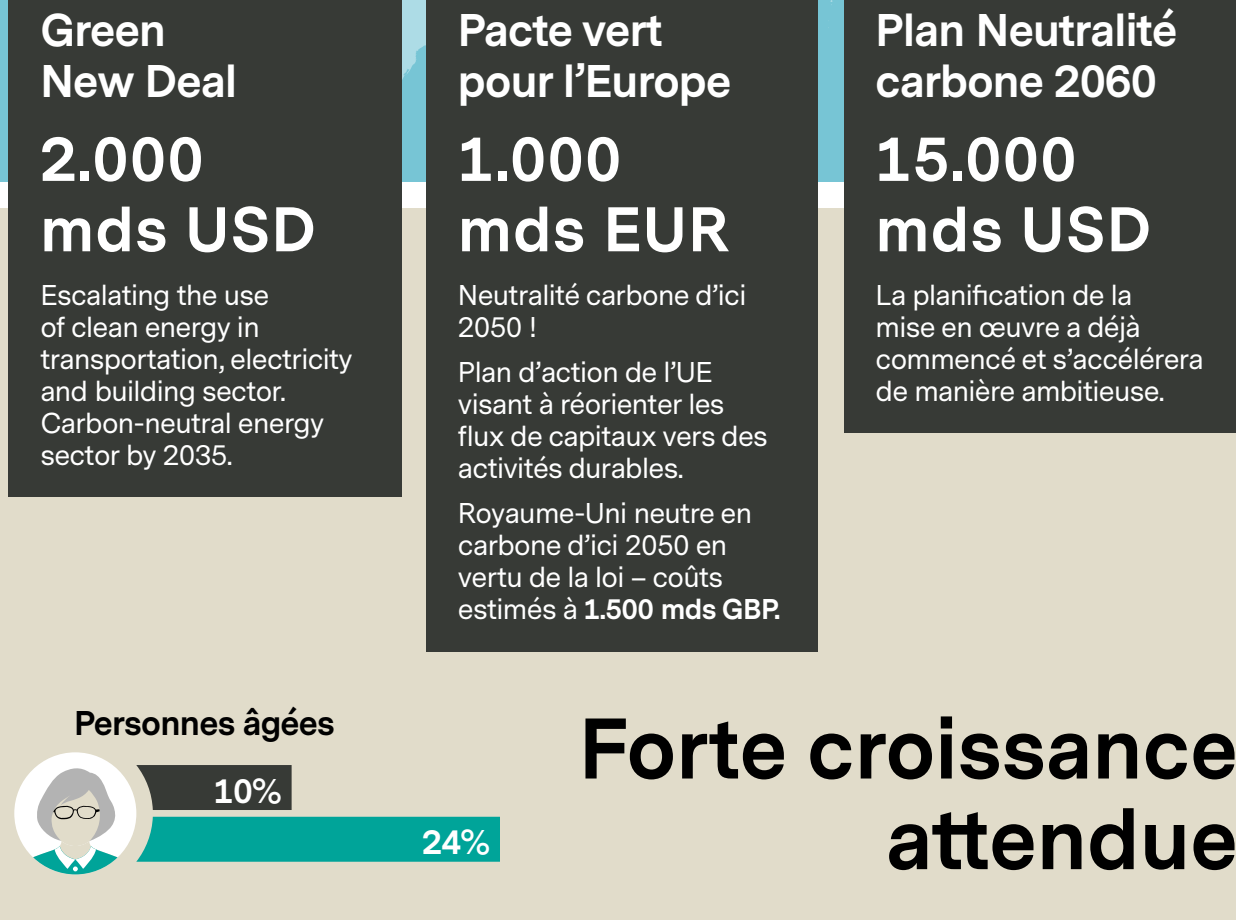 Green
New Deal
2.000
mds USD
Escalating the use
of clean energy in
transportation, electricity
and building sector.
Carbon-neutral energy
sector by 2035.
Pacte vert
pour l’Europe
1.000
mds EUR
Neutralité carbone d’ici
2050 !
Plan d’action de l’UE
visant à réorienter les
flux de capitaux vers des
activités durables.
Royaume-Uni neutre en
carbone d’ici 2050 en
vertu de la loi – coûts
estimés à 1.500 mds GBP.
Plan Neutralité
carbone 2060
15.000
mds USD
La planification de la
mise en œuvre a déjà
commencé et s’accélérera
de manière ambitieuse.
Personnes âgées
10%
24%
Forte croissance
attendue